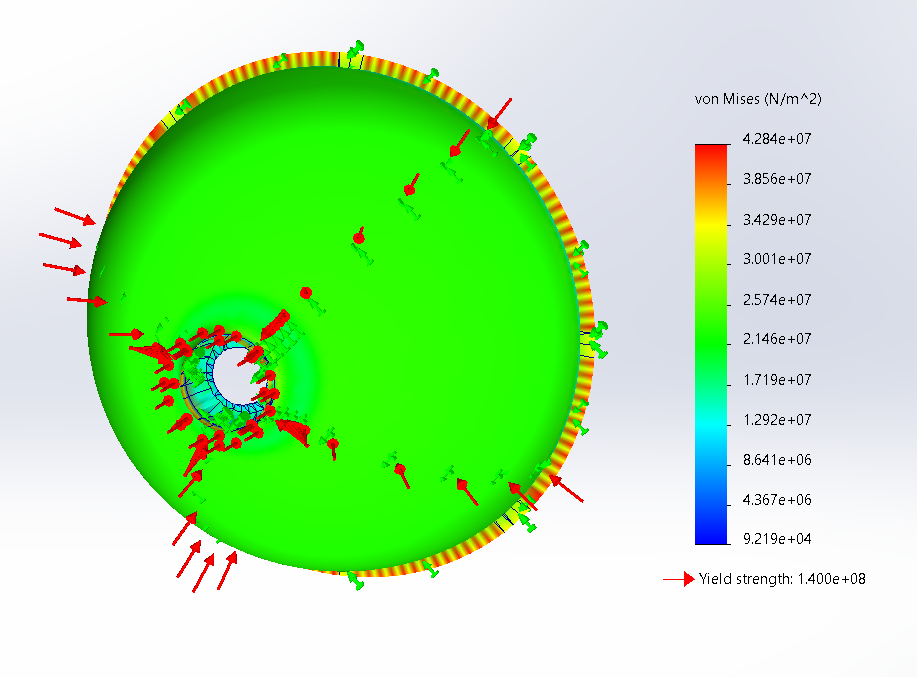 von Mises (N/m^2)
4.284e+07
3.856e+07
3.429e+07
3.001e+07
2.574e+07
2.146e+07
1.719e+07
1.292e+07
8.641e+06
4.367e+06
9.219e+04
Yield strength: 1.400e+08